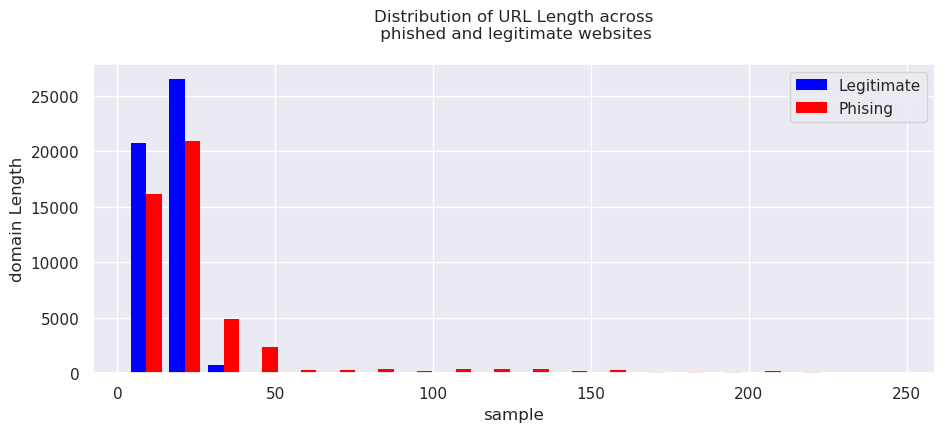 Distribution of URL Length across
phished and legitimate websites
Legitimate
Phising
25000
20000
15000
10000
5000
0
domain Length
0 50 100 150 200 250
sample